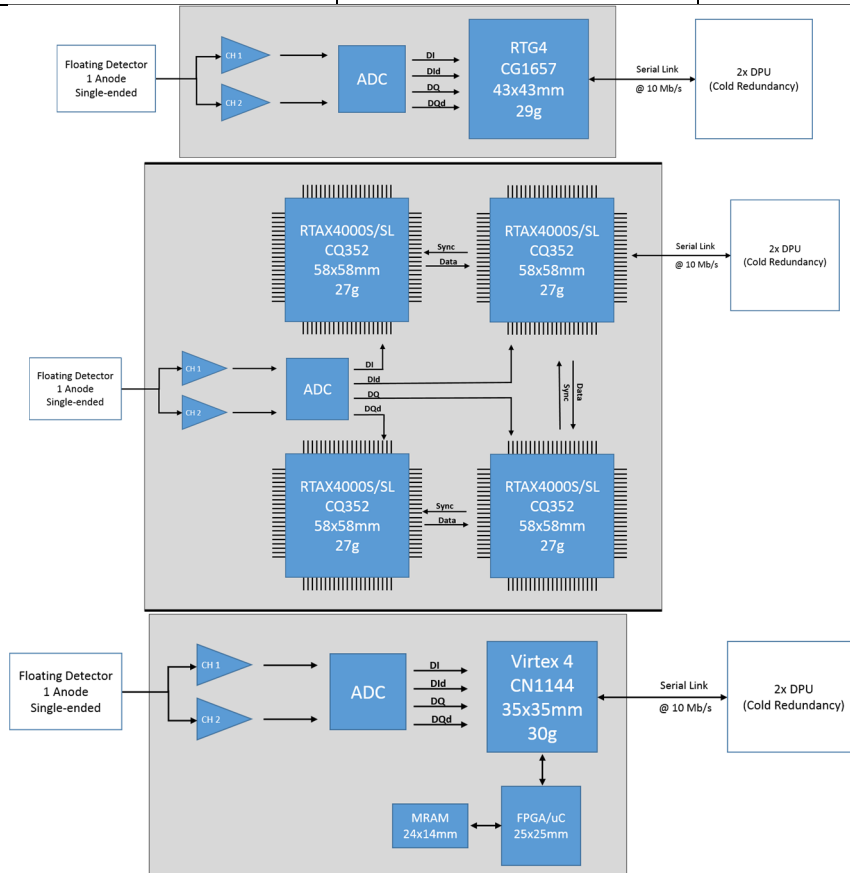 Floating Detector
1 Anode
Single-ended
CH 1
CH 2
ADC
DI
DId
DQ
DQd
RTG4
CG1657
43x43mm
29g
Serial Link
@ 10 Mb/s
2x DPU
(Cold Redundancy)
RTAX4000S/SL
CQ352
58x58mm
27g
Sync
Data
RTAX4000S/SL
CQ352
58x58mm
27g
Serial Link
@ 10 Mb/s
2x DPU
(Cold Redundancy)
Floating Detector
1 Anode
Single-ended
CH 1
CH 2
ADC
DI
DId
DQ
DQd
Sync
Data
RTAX4000S/SL
CQ352
58x58mm
27g
Sync
Data
RTAX4000S/SL
CQ352
58x58mm
27g
Floating Detector
1 Anode
Single-ended
CH 1
CH 2
ADC
DI
DId
DQ
DQd
Virtex 4
CN1144
35x35mm
30g
Serial Link
@ 10 Mb/s
2x DPU
(Cold Redundancy)
MRAM
24x14mm
FPGA/uC
25x25mm